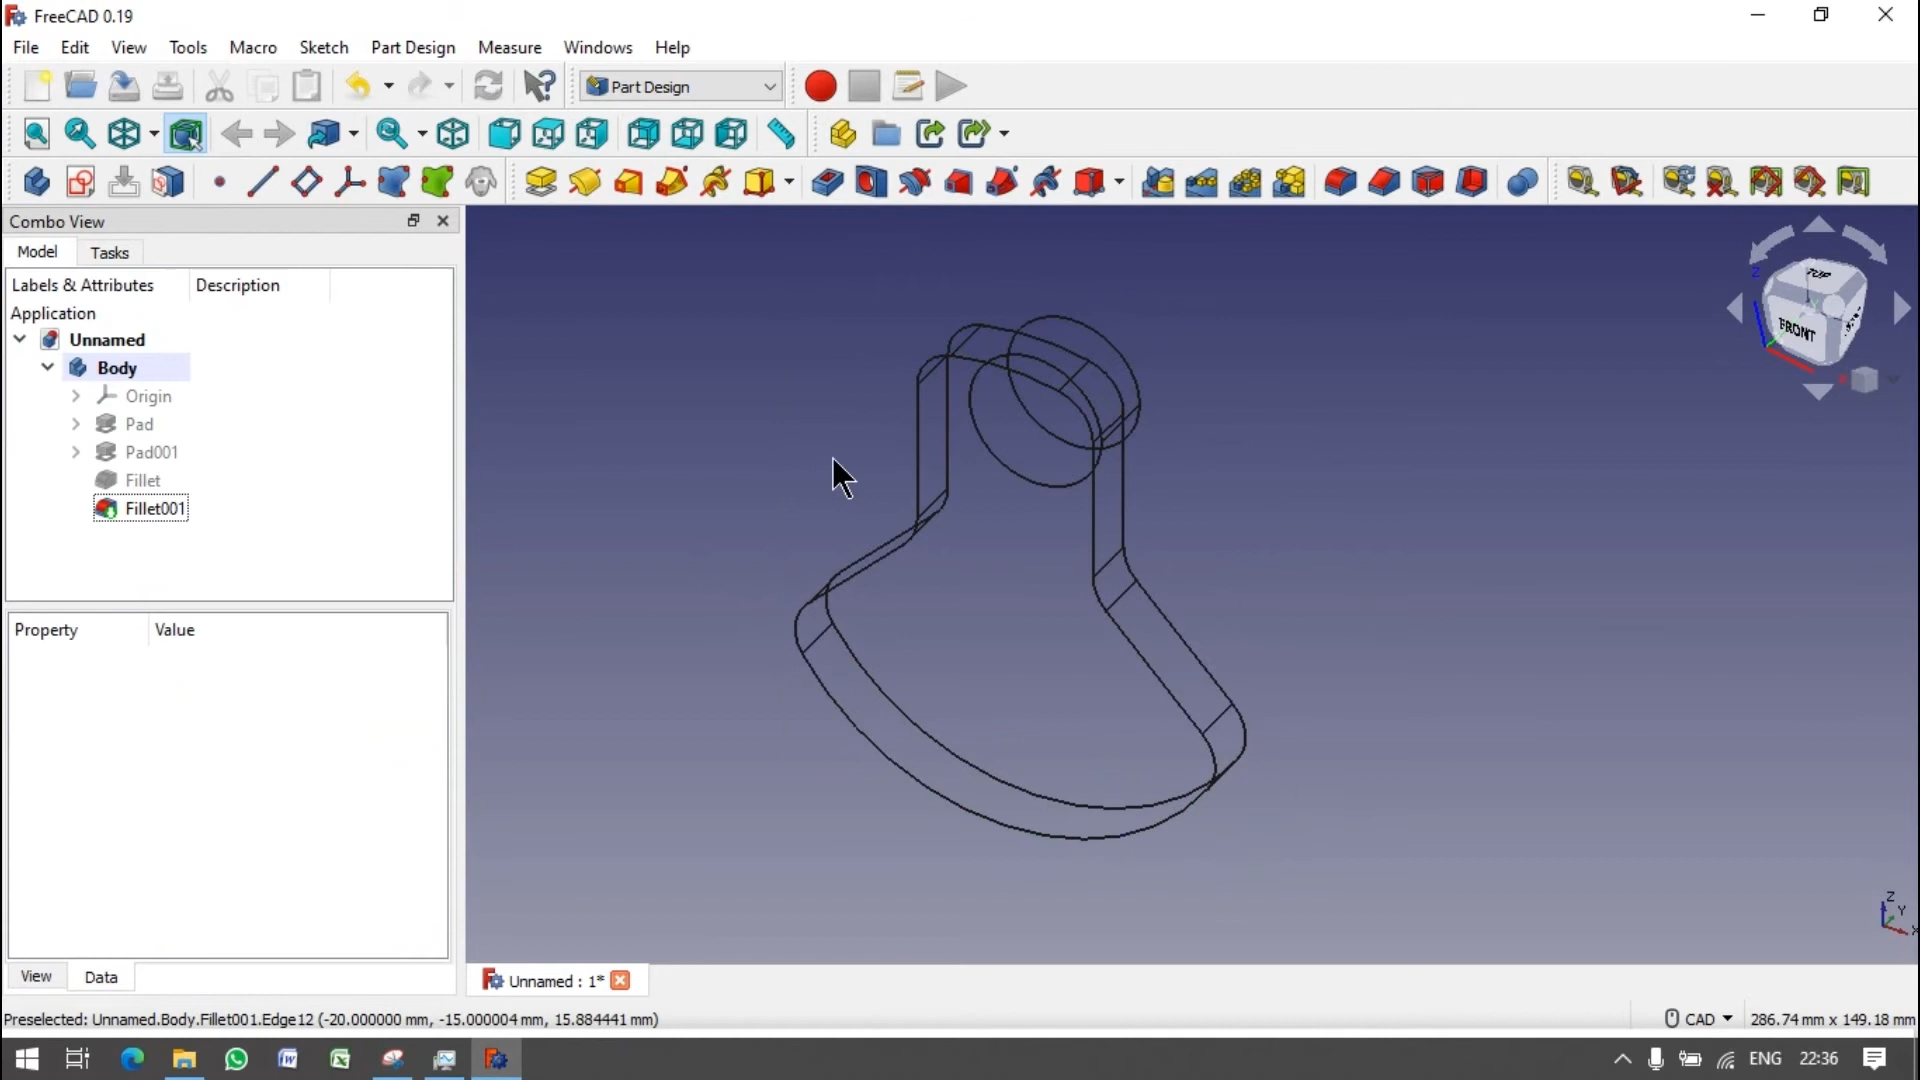 FreeCAD 0.19
File Edit View Tools Macro Sketch Part Design Measure Windows Help
Part Design
Combo View
Model Tasks
Labels & Attributes Description
Application
Unnamed
Body
Origin
Pad
Pad001
Fillet
Fillet001
Property Value
View Data
TOP
FRONT
Z
Z
Y
X
Unnamed : 1*
Preselected: Unnamed.Body.Fillet001.Edge12 (-20.000000 mm, -15.000004 mm, 15.884441 mm)
CAD 286.74 mm x 149.18 mm
ENG 22:36